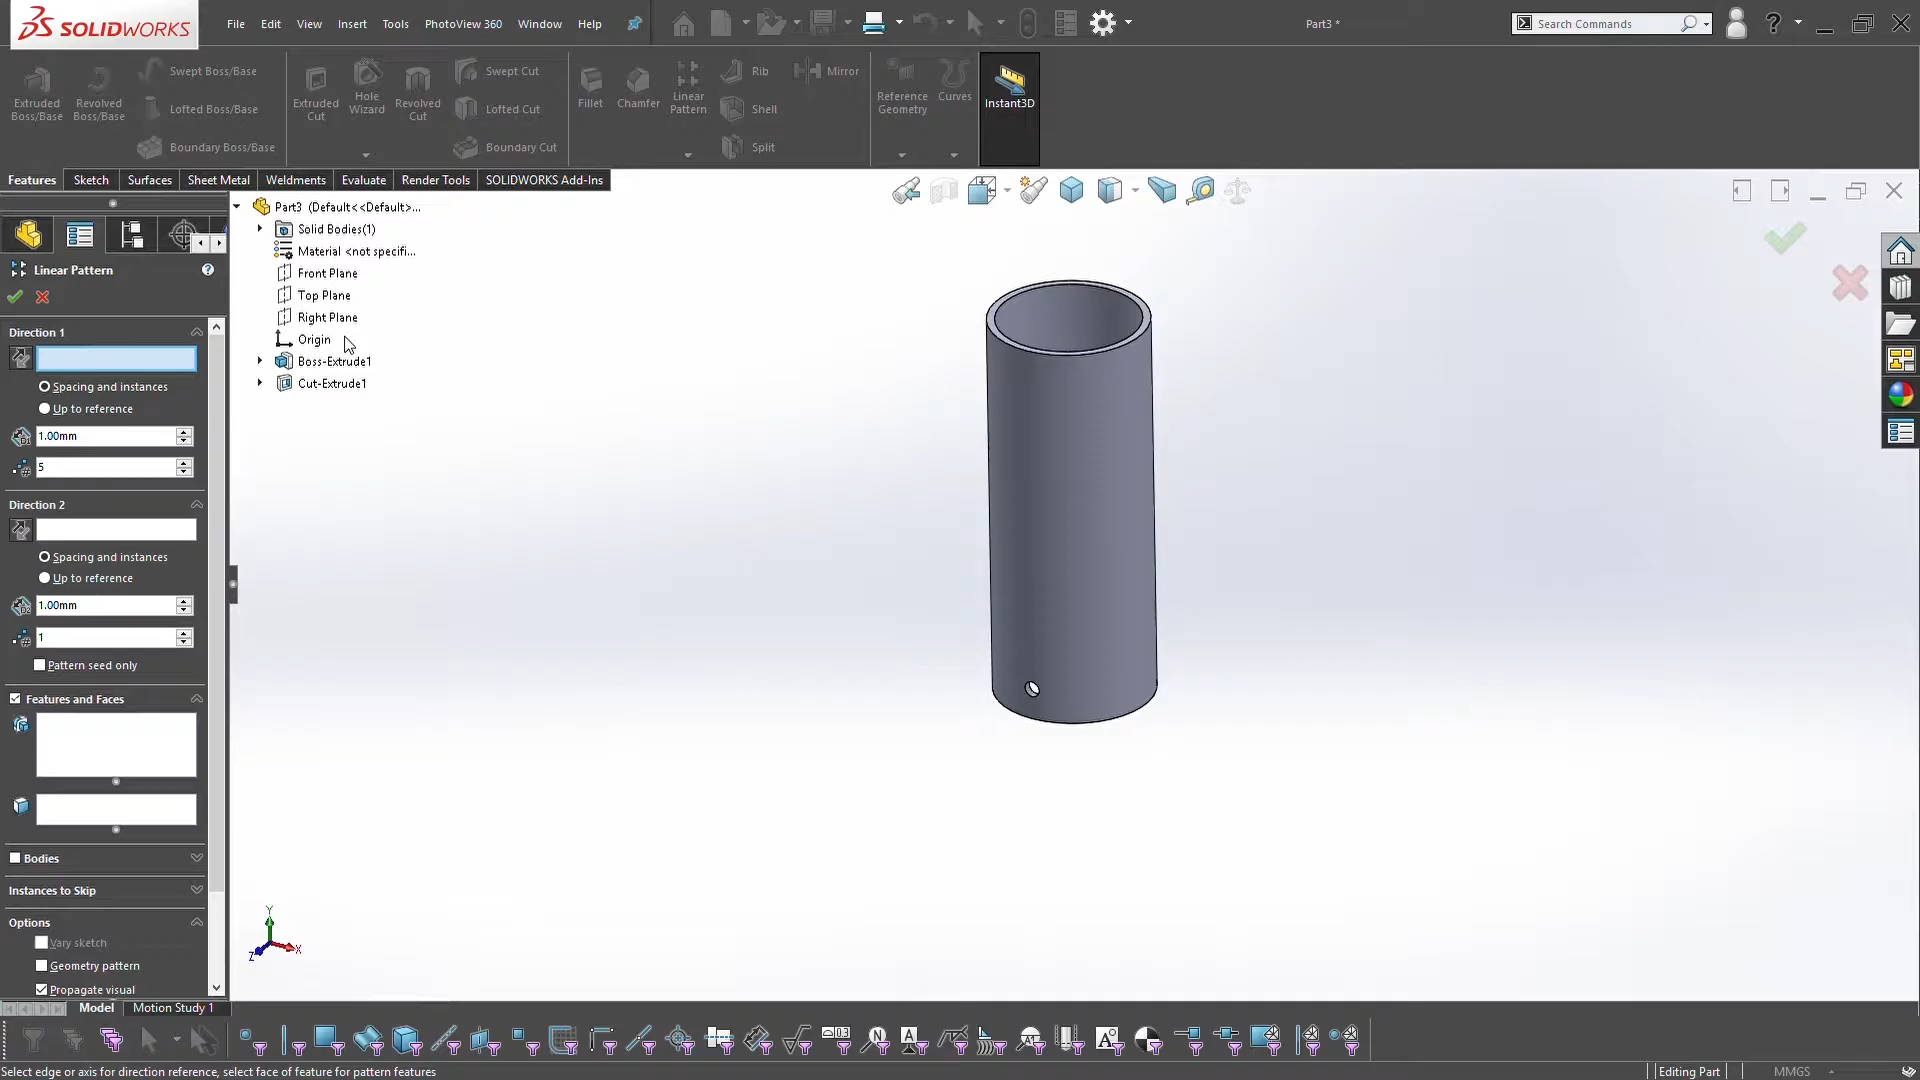 SOLIDWORKS
File Edit View Insert Tools PhotoView 360 Window Help
Part3 *
Search Commands
Extruded Boss/Base
Revolved Boss/Base
Swept Boss/Base
Lofted Boss/Base
Boundary Boss/Base
Extruded Cut
Hole Wizard
Revolved Cut
Swept Cut
Lofted Cut
Boundary Cut
Fillet
Chamfer
Linear Pattern
Rib
Shell
Split
Mirror
Reference Geometry
Curves
Instant3D
Features Sketch Surfaces Sheet Metal Weldments Evaluate Render Tools SOLIDWORKS Add-Ins
Linear Pattern
Direction 1
Spacing and instances
Up to reference
1.00mm
5
Direction 2
Spacing and instances
Up to reference
1.00mm
1
Pattern seed only
Features and Faces
Bodies
Instances to Skip
Options
Vary sketch
Geometry pattern
Propagate visual
Part3 (Default<<Default>...
Solid Bodies(1)
Material <not specifi...
Front Plane
Top Plane
Right Plane
Origin
Boss-Extrude1
Cut-Extrude1
Y
X
Z
Model Motion Study 1
Select edge or axis for direction reference, select face of feature for pattern features
Editing Part
MMGS